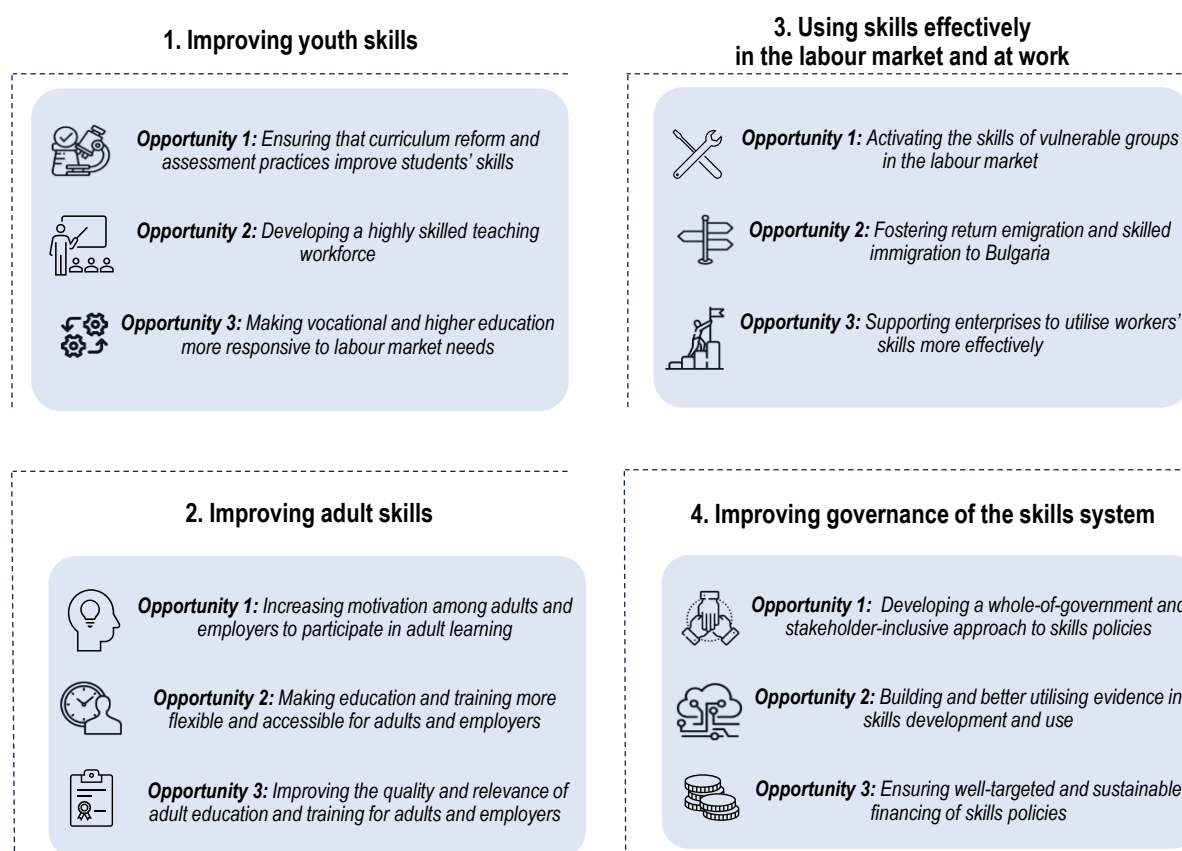 1. Improving youth skills
Opportunity 1: Ensuring that curriculum reform and
assessment practices improve students' skills
Opportunity 2: Developing a highly skilled teaching
workforce
Opportunity 3: Making vocational and higher education
more responsive to labour market needs
2. Improving adult skills
Opportunity 1: Increasing motivation among adults and
employers to participate in adult learning
Opportunity 2: Making education and training more
flexible and accessible for adults and employers
Opportunity 3: Improving the quality and relevance of
adult education and training for adults and employers
3. Using skills effectively
in the labour market and at work
Opportunity 1: Activating the skills of vulnerable groups
in the labour market
Opportunity 2: Fostering return emigration and skilled
immigration to Bulgaria
Opportunity 3: Supporting enterprises to utilise workers'
skills more effectively
4. Improving governance of the skills system
Opportunity 1: Developing a whole-of-government and
stakeholder-inclusive approach to skills policies
Opportunity 2: Building and better utilising evidence in
skills development and use
Opportunity 3: Ensuring well-targeted and sustainable
financing of skills policies